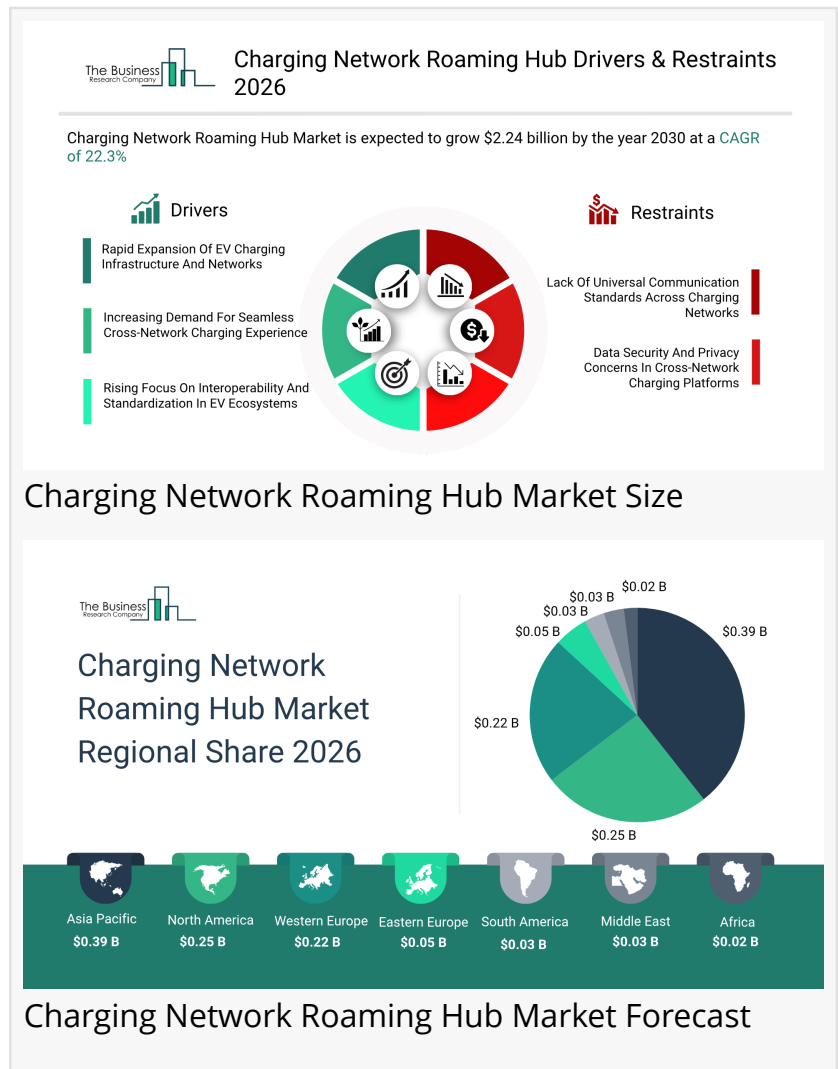 The Business
Research Company
Charging Network Roaming Hub Drivers & Restraints
2026
Charging Network Roaming Hub Market is expected to grow $2.24 billion by the year 2030 at a CAGR
of 22.3%
Drivers
Rapid Expansion Of EV Charging
Infrastructure And Networks
Increasing Demand For Seamless
Cross-Network Charging Experience
Rising Focus On Interoperability And
Standardization In EV Ecosystems
Restraints
Lack Of Universal Communication
Standards Across Charging
Networks
Data Security And Privacy
Concerns In Cross-Network
Charging Platforms
Charging Network Roaming Hub Market Size
The Business
Research Company
Charging Network
Roaming Hub Market
Regional Share 2026
$0.02 B
$0.03 B
$0.03 B
$0.05 B
$0.39 B
$0.22 B
$0.25 B
Asia Pacific
$0.39 B
North America
$0.25 B
Western Europe
$0.22 B
Eastern Europe
$0.05 B
South America
$0.03 B
Middle East
$0.03 B
Africa
$0.02 B
Charging Network Roaming Hub Market Forecast